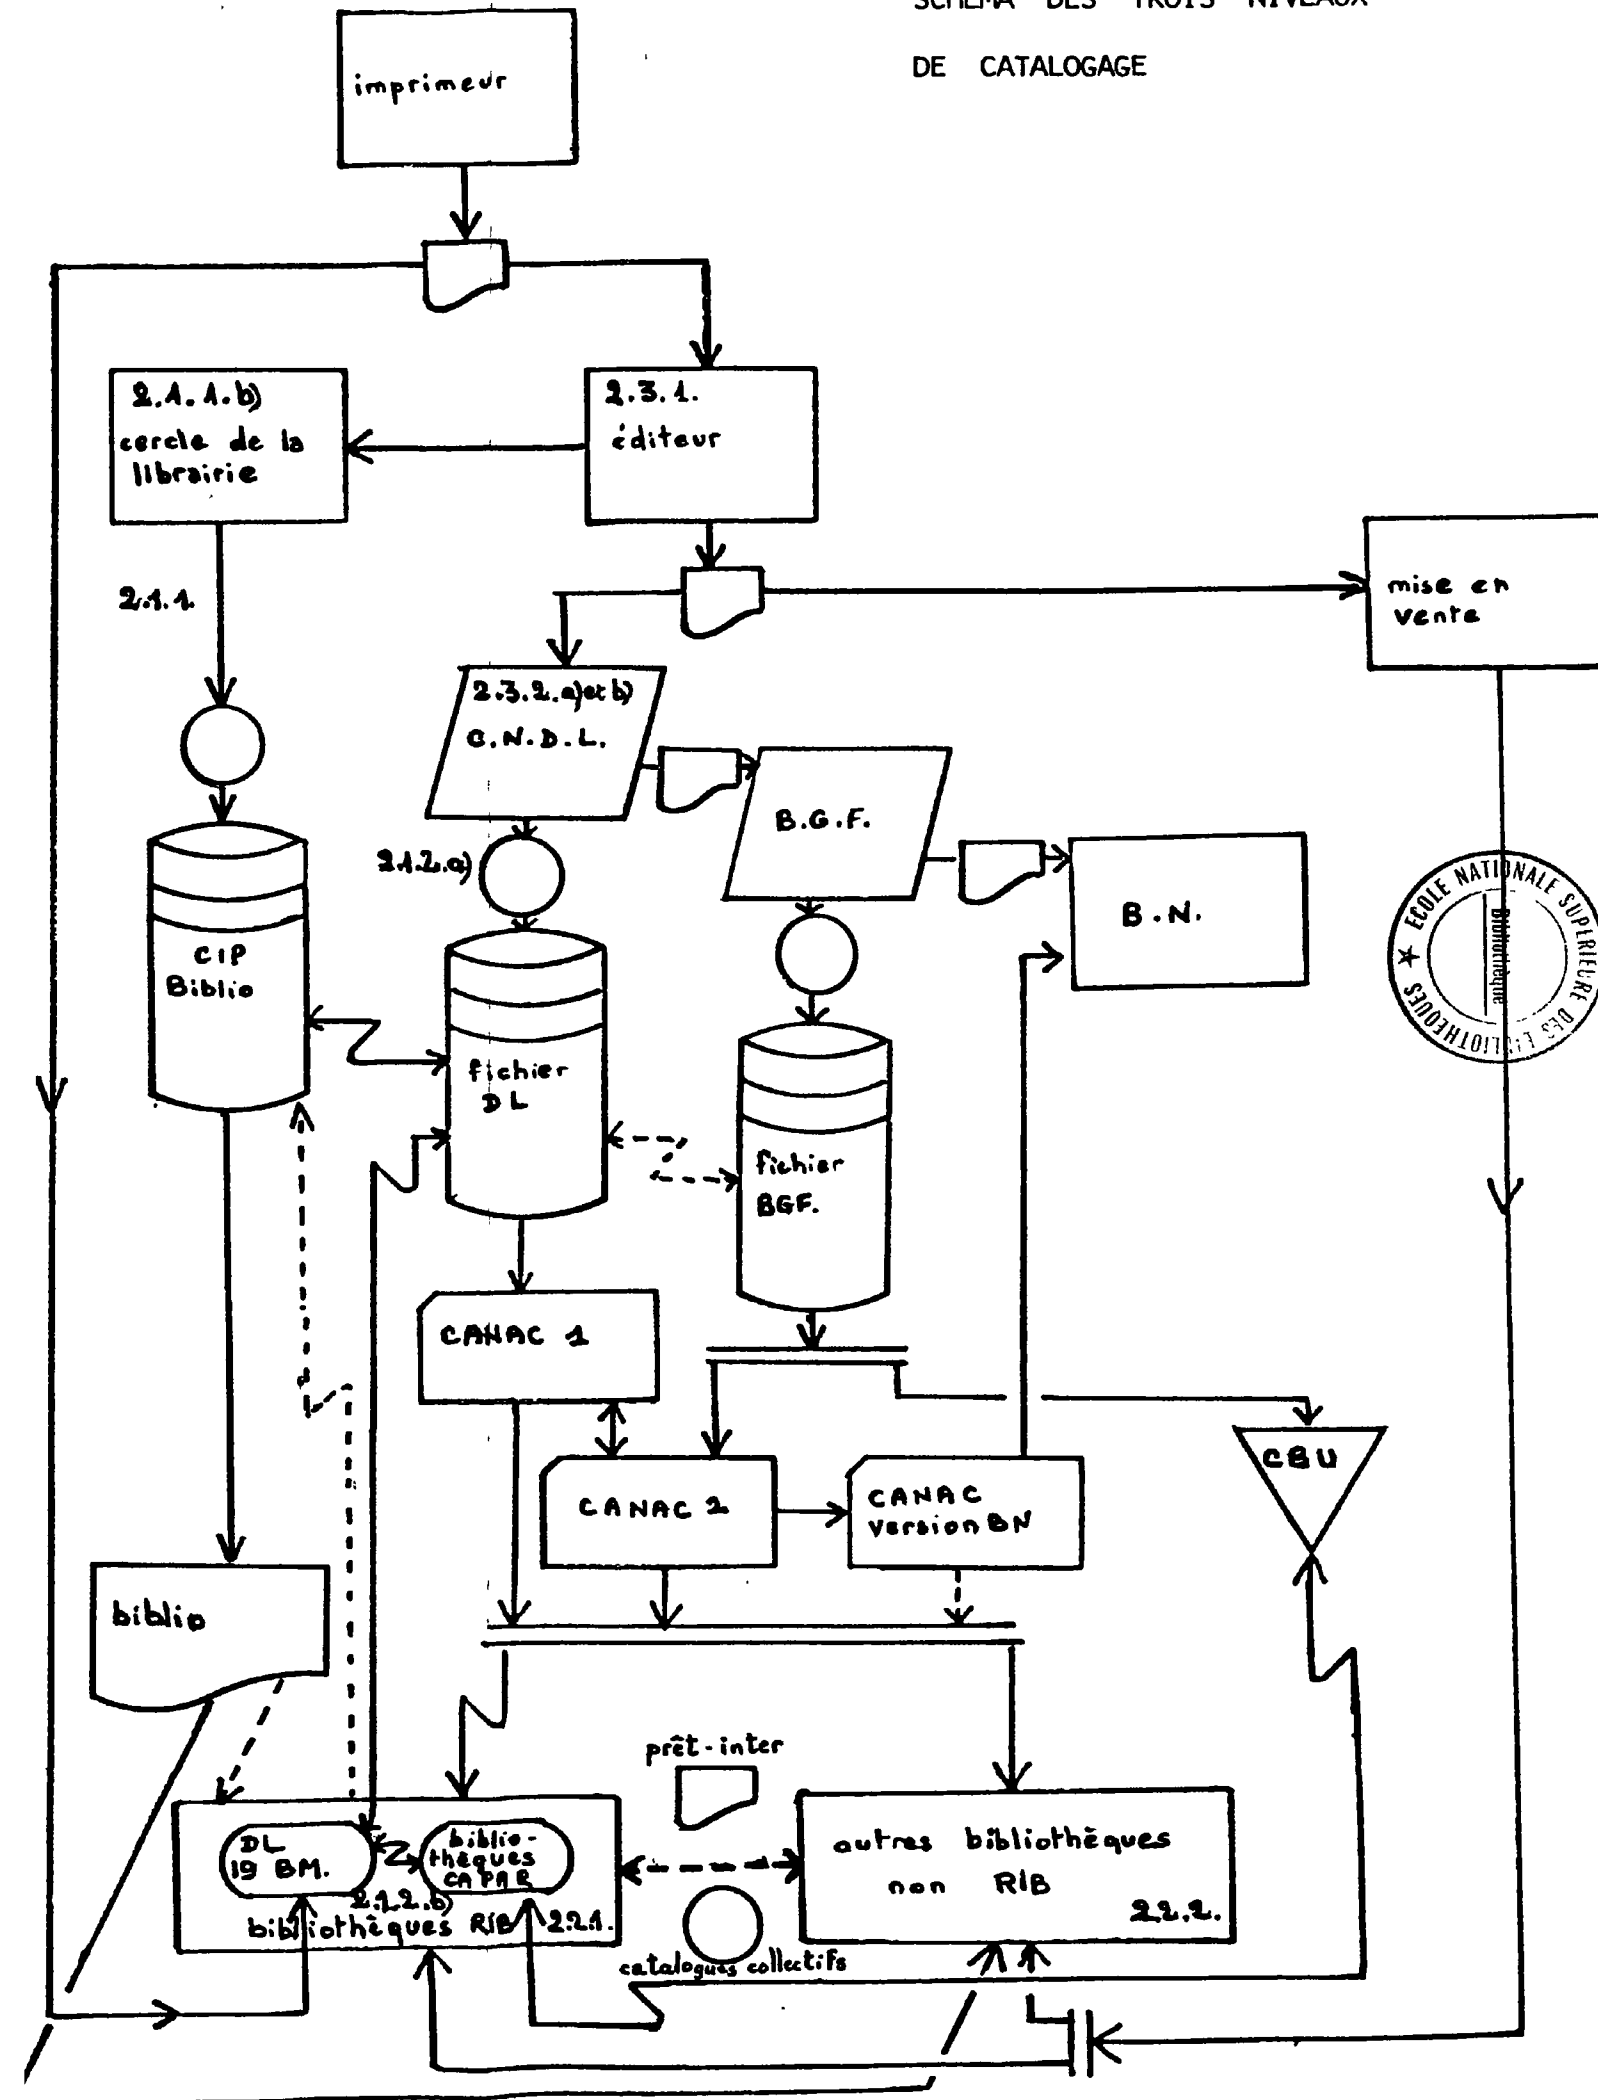 SCHEMA DES TROIS NIVEAUX
DE CATALOGAGE
imprimeur
2.1.1.b)
cercle de la
librairie
2.3.1.
éditeur
2.1.1.
mise en
vente
2.3.2.a)et b)
C.N.D.L.
B.G.F.
2.1.2.a)
B.N.
ECOLE NATIONALE SUPERIEURE DES BIBLIOTHEQUES ★
Bibliothèque
CIP
Biblio
fichier
DL
fichier
BGF.
CANAC 1
CANAC 2
CANAC
Version BN
CBU
biblio
prêt-inter
DL
19 BM.
biblio-
thèques
CAPAR
2.1.2.b)
bibliothèques RIB 2.2.1.
autres bibliothèques
non RIB
2.2.2.
catalogues collectifs